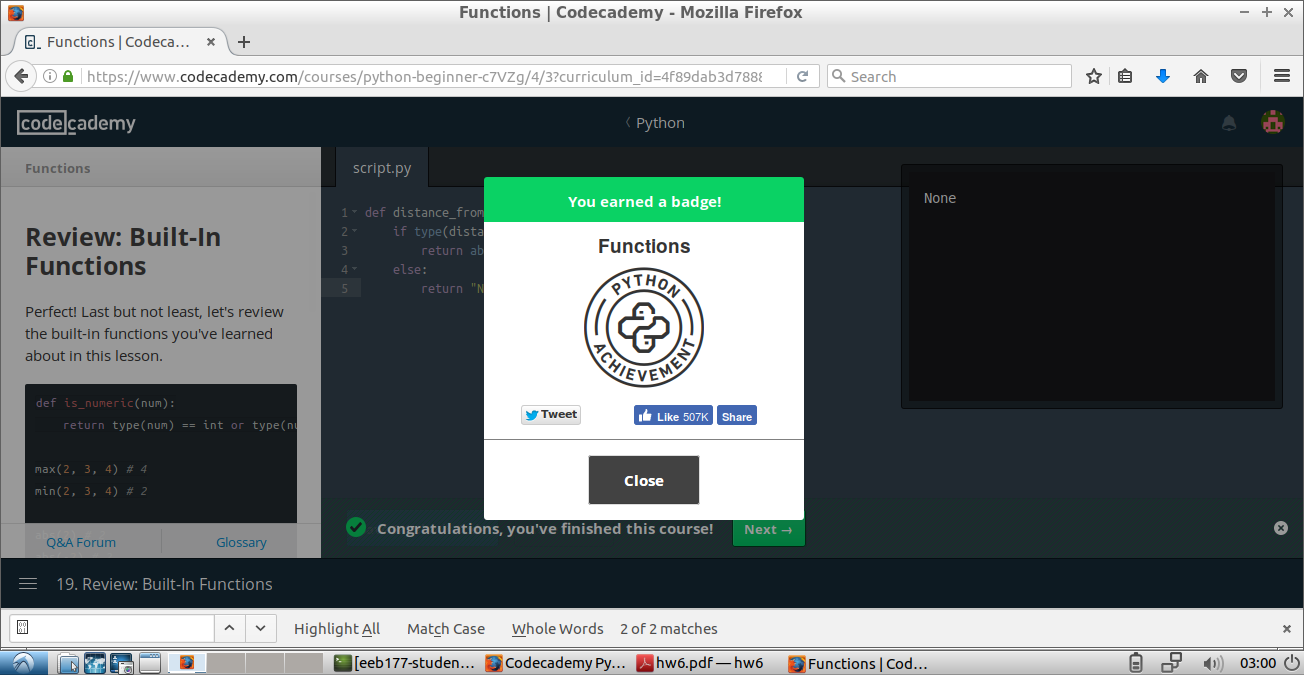 Functions | Codecademy - Mozilla Firefox
Functions | Codeca...
https://www.codecademy.com/courses/python-beginner-c7VZg/4/3?curriculum_id=4f89dab3d788
Search
codecademy
Python
Functions
script.py
Review: Built-In
Functions
Perfect! Last but not least, let's review
the built-in functions you've learned
about in this lesson.
def is_numeric(num):
return type(num) == int or type(nu
max(2, 3, 4) # 4
min(2, 3, 4) # 2
Q&A Forum
Glossary
1 def distance_from
2 if type(dista
3 return ab
4 else:
5 return "N
None
You earned a badge!
Functions
PYTHON
ACHIEVEMENT
Tweet
Like 507K
Share
Close
Congratulations, you've finished this course!
Next →
19. Review: Built-In Functions
Highlight All
Match Case
Whole Words
2 of 2 matches
[eeb177-studen...
Codecademy Py...
hw6.pdf — hw6
Functions | Cod...
03:00